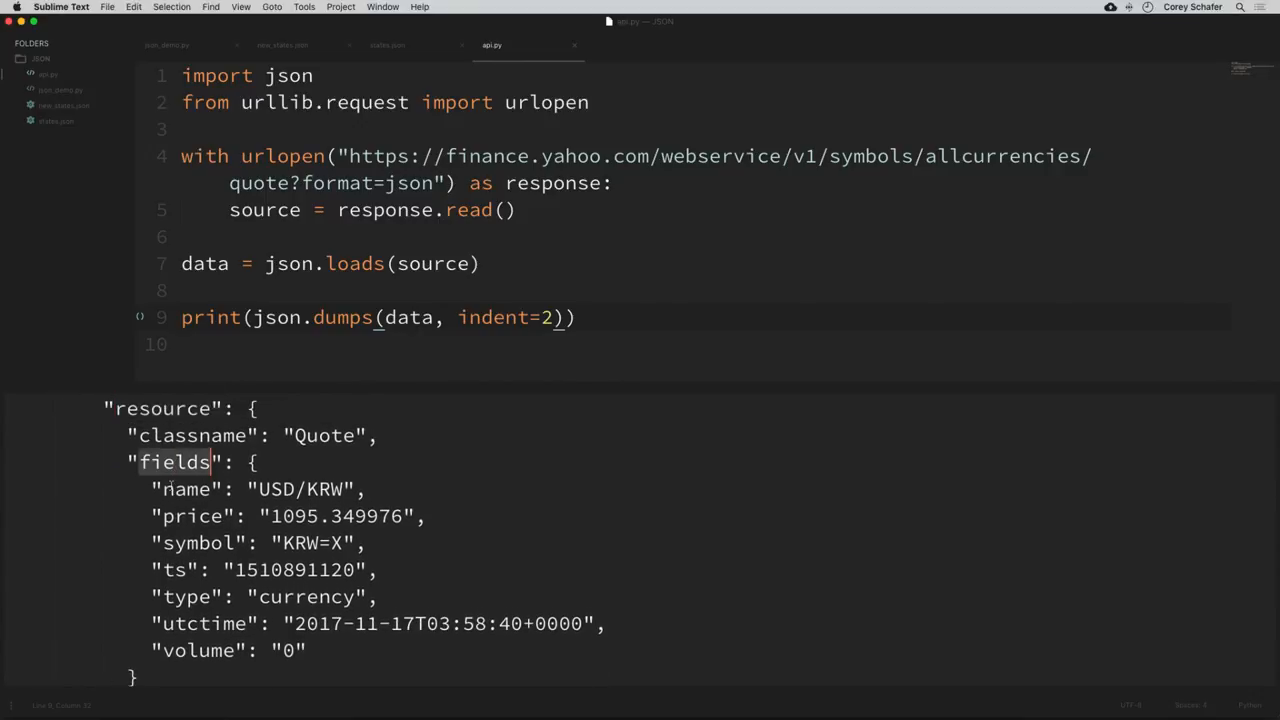 Sublime Text File Edit Selection Find View Goto Tools Project Window Help Corey Schafer
api.py — JSON
FOLDERS
JSON
api.py
json_demo.py
new_states.json
states.json
json_demo.py new_states.json states.json api.py
1 import json
2 from urllib.request import urlopen
3
4 with urlopen("https://finance.yahoo.com/webservice/v1/symbols/allcurrencies/
quote?format=json") as response:
5 source = response.read()
6
7 data = json.loads(source)
8
9 print(json.dumps(data, indent=2))
10
"resource": {
"classname": "Quote",
"fields": {
"name": "USD/KRW",
"price": "1095.349976",
"symbol": "KRW=X",
"ts": "1510891120",
"type": "currency",
"utctime": "2017-11-17T03:58:40+0000",
"volume": "0"
}
Line 9, Column 32 UTF-8 Python